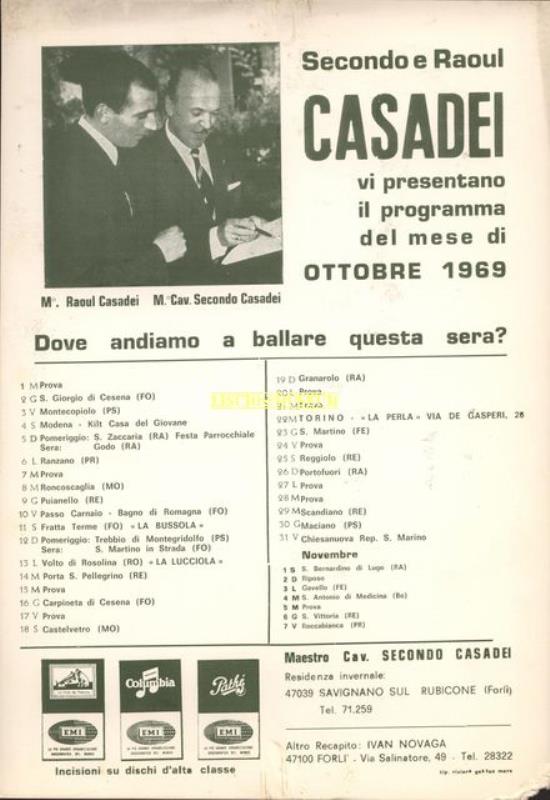 Secondo e Raoul
CASADEI
vi presentano
il programma
del mese di
OTTOBRE 1969
Mo. Raoul Casadei M.o Cav. Secondo Casadei
Dove andiamo a ballare questa sera?
1 M Prova
2 G S. Giorgio di Cesena (FO)
3 V Montecopiolo (PS)
4 S Modena - Kilt Casa del Giovane
5 D Pomeriggio: S. Zaccaria (RA) Festa Parrocchiale
Sera: Godo (RA)
6 L Ranzano (PR)
7 M Prova
8 M Roncoscaglia (MO)
9 G Puianello (RE)
10 V Passo Carnaio - Bagno di Romagna (FO)
11 S Fratta Terme (FO) «LA BUSSOLA»
12 D Pomeriggio: Trebbio di Montegridolfo (PS)
Sera: S. Martino in Strada (FO)
13 L Volto di Rosolina (RO) «LA LUCCIOLA»
14 M Porta S. Pellegrino (RE)
15 M Prova
16 G Carpineta di Cesena (FO)
17 V Prova
18 S Castelvetro (MO)
19 D Granarolo (RA)
20 L Prova
21 M Prova
22 M TORINO - «LA PERLA» VIA DE GASPERI, 26
23 G S. Martino (FE)
24 V Prova
25 S Reggiolo (RE)
26 D Portofuori (RA)
27 L Prova
28 M Prova
29 M Scandiano (RE)
30 G Maciano (PS)
31 V Chiesanuova Rep. S. Marino
Novembre
1 S S. Bernardino di Lugo (RA)
2 D Riposo
3 L Gavello (FE)
4 M S. Antonio di Medicina (Bo)
5 M Prova
6 G S. Vittoria (RE)
7 V Roccabianca (PR)
Columbia
Pathé
EMI
EMI
EMI
Incisioni su dischi d'alta classe
Maestro Cav. SECONDO CASADEI
Residenza invernale:
47039 SAVIGNANO SUL RUBICONE (Forlì)
Tel. 71.259
Altro Recapito: IVAN NOVAGA
47100 FORLI' - Via Salinatore, 49 - Tel. 28322